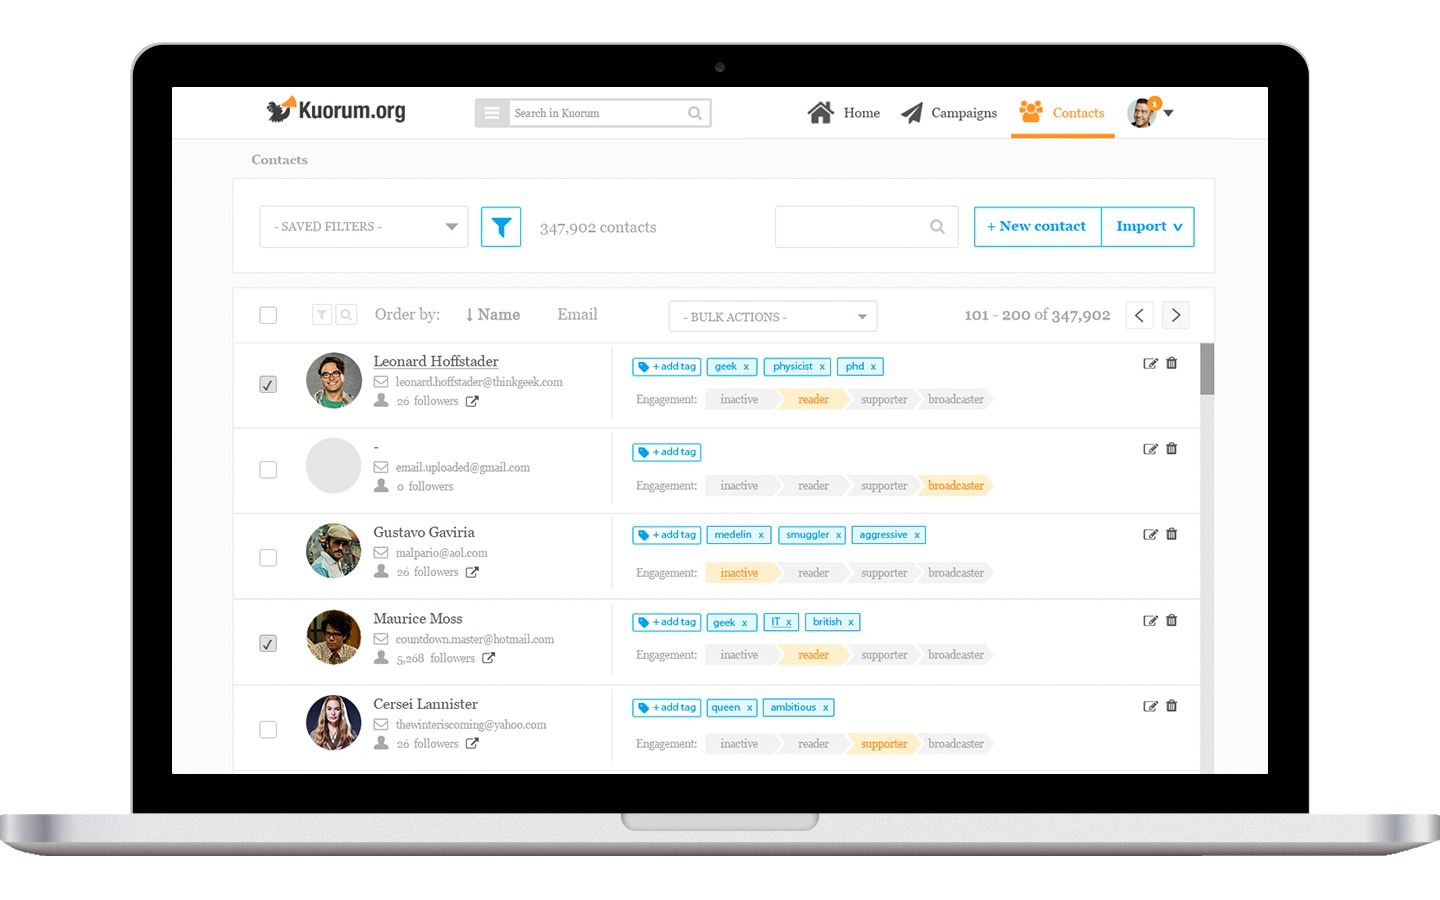 Kuorum.org
Search in Kuorum
Home
Campaigns
Contacts
1
Contacts
- SAVED FILTERS -
347,902 contacts
+ New contact
Import
Order by:
Name
Email
- BULK ACTIONS -
101 - 200 of 347,902
Leonard Hoffstader
leonard.hoffstader@thinkgeek.com
26 followers
+ add tag
geek x
physicist x
phd x
Engagement:
inactive
reader
supporter
broadcaster
-
email.uploaded@gmail.com
0 followers
+ add tag
Engagement:
inactive
reader
supporter
broadcaster
Gustavo Gaviria
malpario@aol.com
26 followers
+ add tag
medelin x
smuggler x
aggressive x
Engagement:
inactive
reader
supporter
broadcaster
Maurice Moss
countdown.master@hotmail.com
5,268 followers
+ add tag
geek x
IT x
british x
Engagement:
inactive
reader
supporter
broadcaster
Cersei Lannister
thewinteriscoming@yahoo.com
26 followers
+ add tag
queen x
ambitious x
Engagement:
inactive
reader
supporter
broadcaster